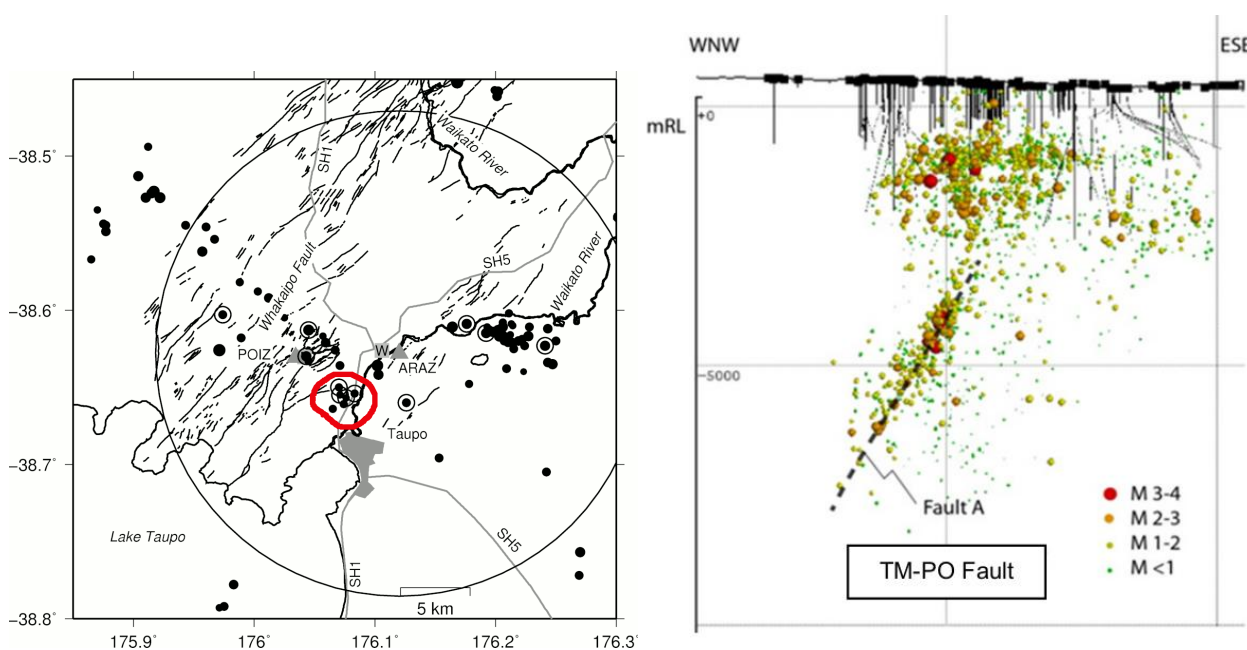 −38.5˚
−38.6˚
−38.7˚
−38.8˚
175.9˚
176˚
176.1˚
176.2˚
176.3˚
SH1
Waikato River
Whakaipo Fault
SH5
Waikato River
POIZ
W
ARAZ
Taupo
Lake Taupo
SH5
SH1
5 km
WNW
ESE
mRL
+0
−5000
Fault A
M 3-4
M 2-3
M 1-2
M <1
TM-PO Fault